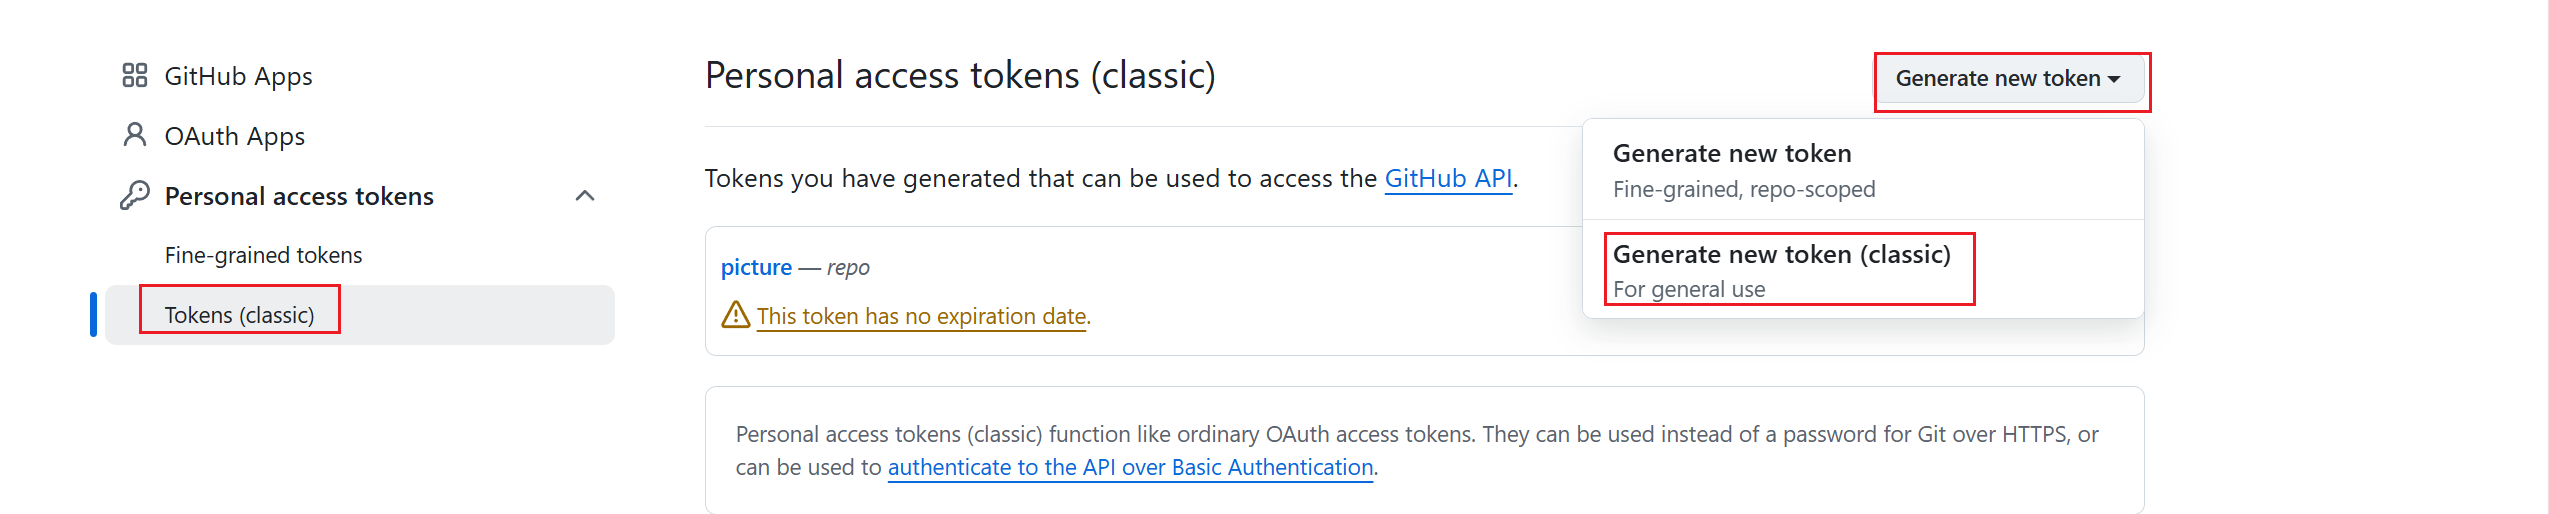 GitHub Apps
OAuth Apps
Personal access tokens
Fine-grained tokens
Tokens (classic)
Personal access tokens (classic)
Generate new token
Generate new token
Fine-grained, repo-scoped
Generate new token (classic)
For general use
Tokens you have generated that can be used to access the GitHub API.
picture — repo
This token has no expiration date.
Personal access tokens (classic) function like ordinary OAuth access tokens. They can be used instead of a password for Git over HTTPS, or
can be used to authenticate to the API over Basic Authentication.